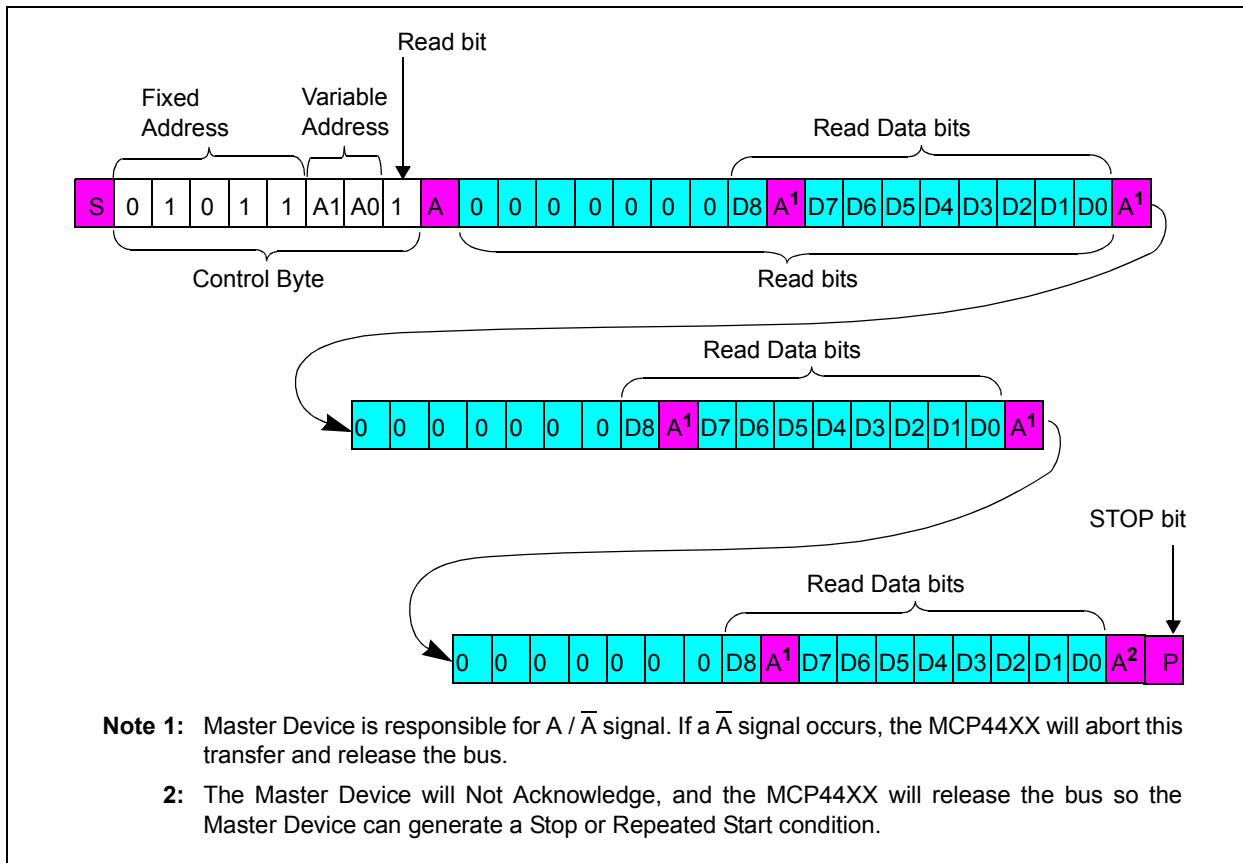 Read bit
Fixed Address
Variable Address
Read Data bits
S 0 1 0 1 1 A1 A0 1 A 0 0 0 0 0 0 0 D8 A¹ D7 D6 D5 D4 D3 D2 D1 D0 A¹
Control Byte
Read bits
Read Data bits
0 0 0 0 0 0 0 D8 A¹ D7 D6 D5 D4 D3 D2 D1 D0 A¹
STOP bit
Read Data bits
0 0 0 0 0 0 0 D8 A¹ D7 D6 D5 D4 D3 D2 D1 D0 A² P
Note 1: Master Device is responsible for A / A̅ signal. If a A̅ signal occurs, the MCP44XX will abort this
transfer and release the bus.
2: The Master Device will Not Acknowledge, and the MCP44XX will release the bus so the
Master Device can generate a Stop or Repeated Start condition.